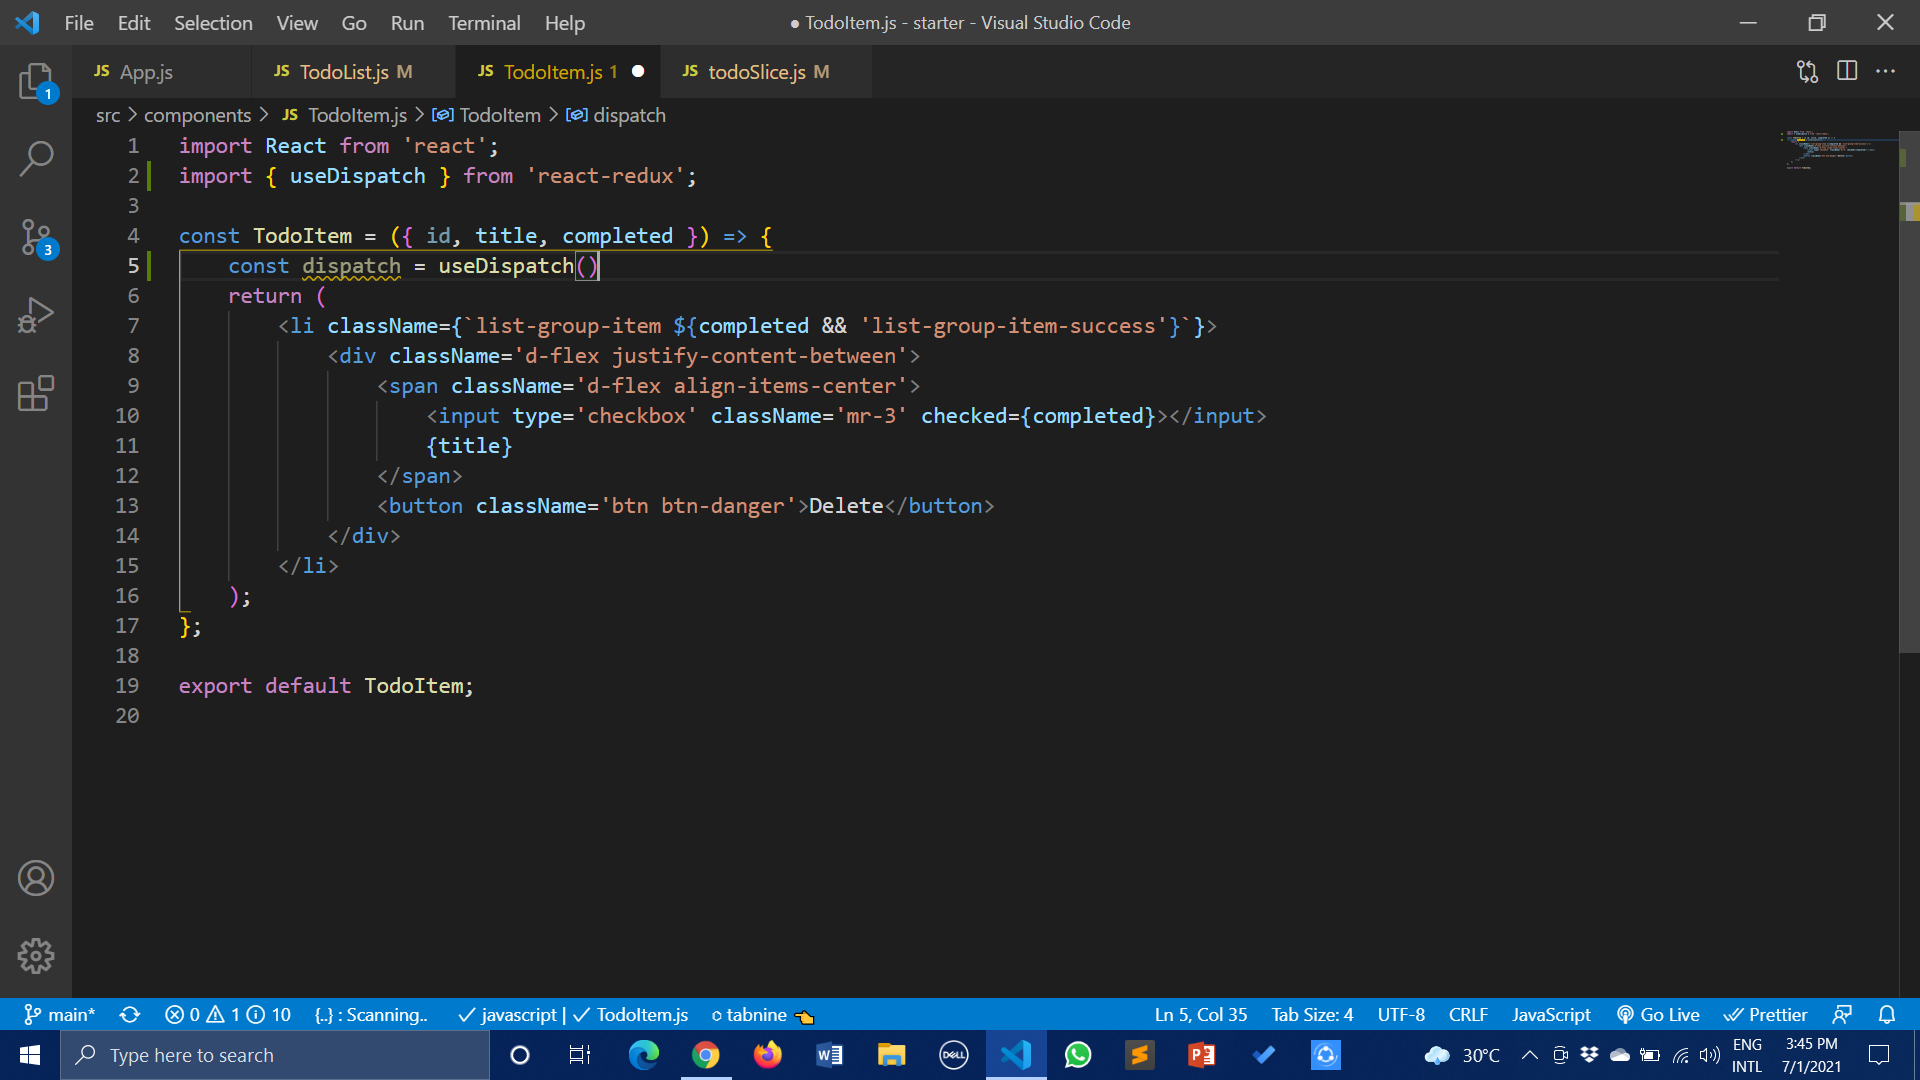 File Edit Selection View Go Run Terminal Help
● TodoItem.js - starter - Visual Studio Code
JS App.js
JS TodoList.js M
JS TodoItem.js 1 ●
JS todoSlice.js M
src > components > JS TodoItem.js > TodoItem > dispatch
1 import React from 'react';
2 import { useDispatch } from 'react-redux';
3
4 const TodoItem = ({ id, title, completed }) => {
5 const dispatch = useDispatch()
6 return (
7 <li className={`list-group-item ${completed && 'list-group-item-success'}`}>
8 <div className='d-flex justify-content-between'>
9 <span className='d-flex align-items-center'>
10 <input type='checkbox' className='mr-3' checked={completed}></input>
11 {title}
12 </span>
13 <button className='btn btn-danger'>Delete</button>
14 </div>
15 </li>
16 );
17 };
18
19 export default TodoItem;
20
1
3
main* 0 1 10 {..} : Scanning.. ✓ javascript | ✓ TodoItem.js tabnine 👈
Ln 5, Col 35 Tab Size: 4 UTF-8 CRLF JavaScript Go Live Prettier
Type here to search
DELL
30°C
ENG
INTL
3:45 PM
7/1/2021